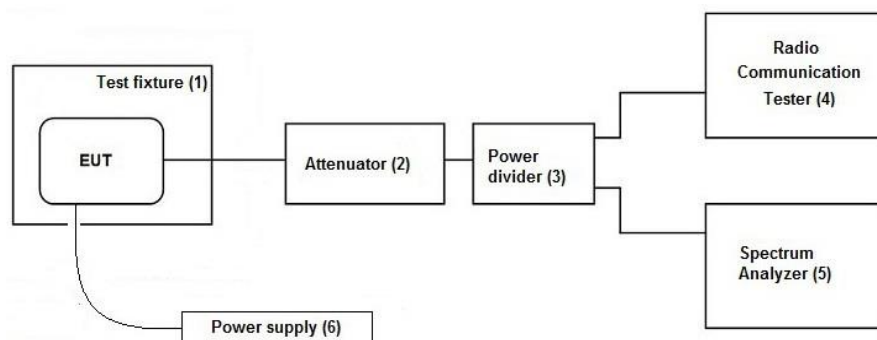 Test fixture (1)
EUT
Attenuator (2)
Power
divider (3)
Radio
Communication
Tester (4)
Spectrum
Analyzer (5)
Power supply (6)